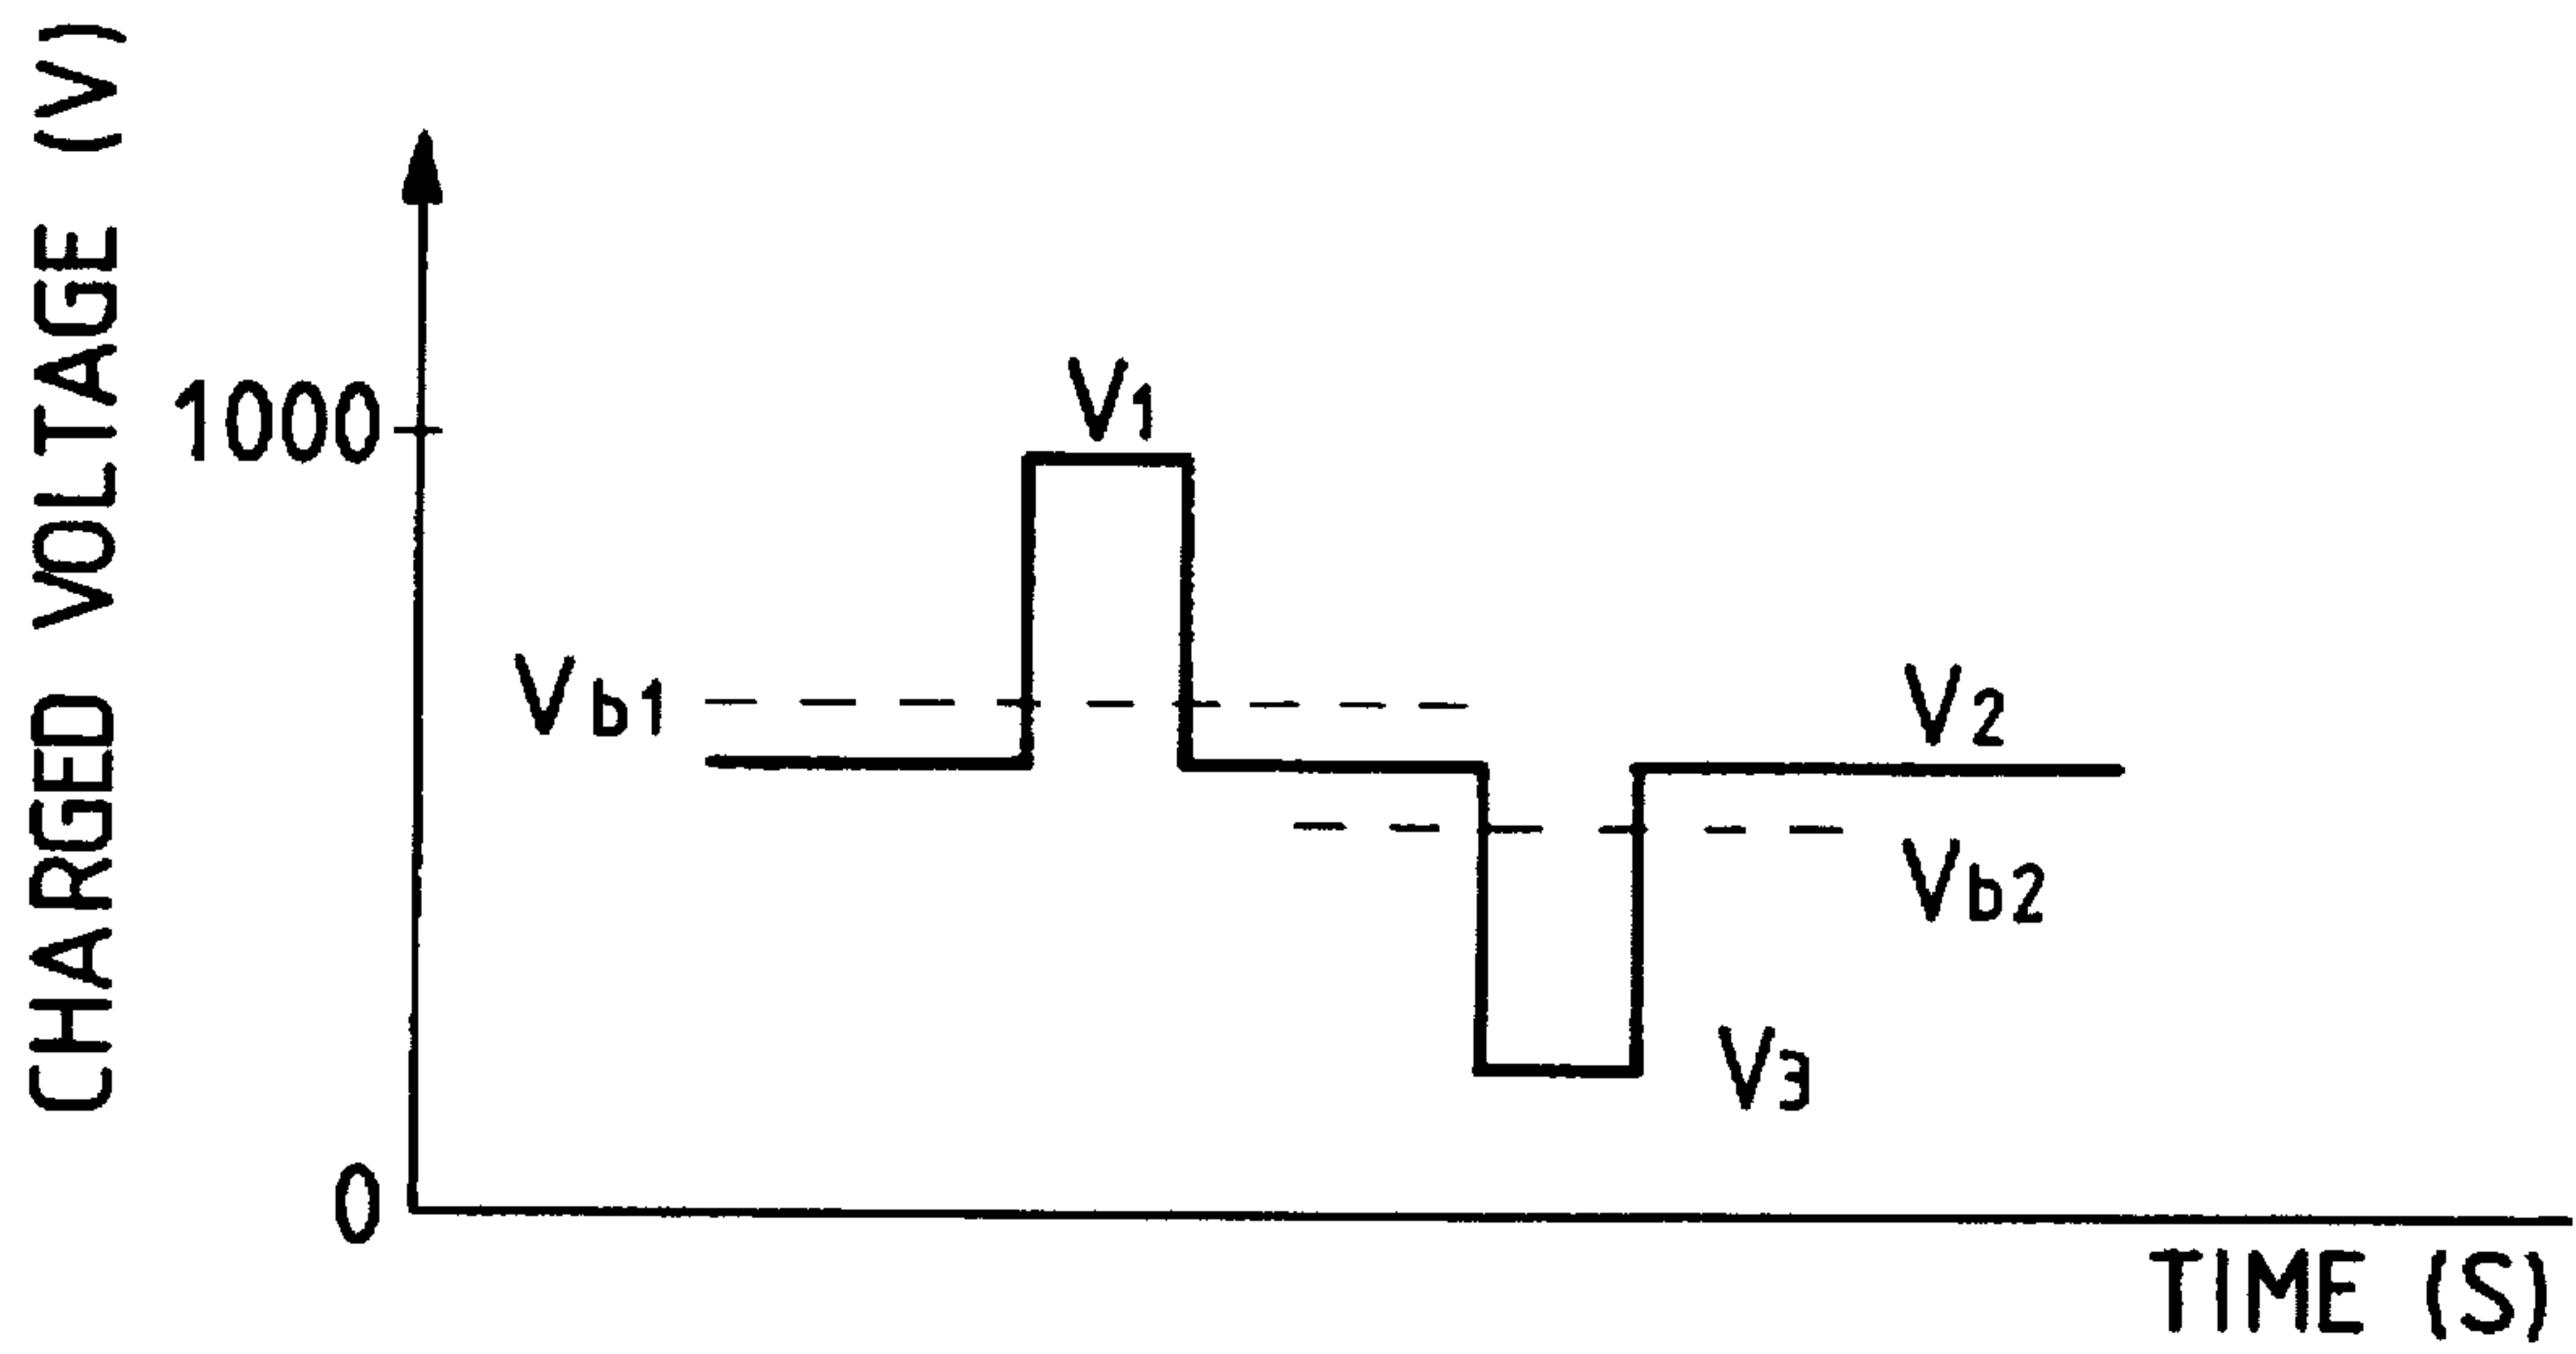 CHARGED VOLTAGE (V)
1000
V1
Vb1
V2
Vb2
V3
0
TIME (S)